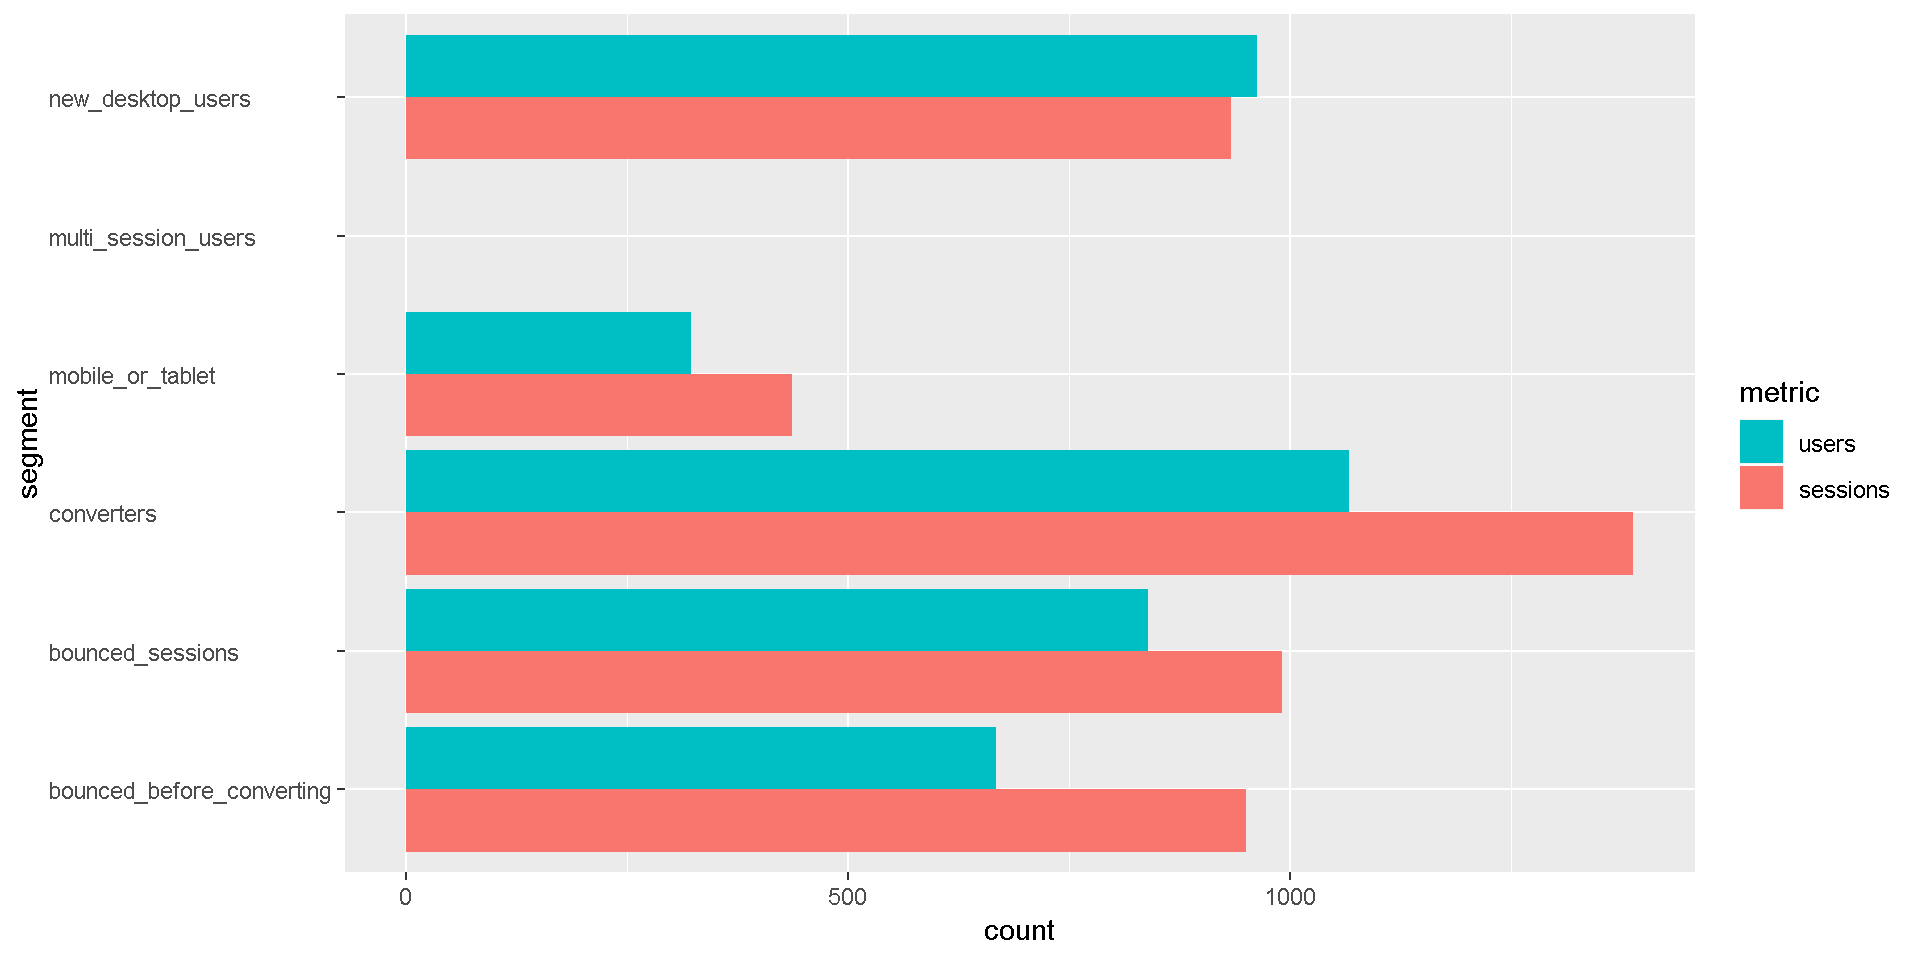 new_desktop_users
multi_session_users
mobile_or_tablet
converters
bounced_sessions
bounced_before_converting
segment
0
500
1000
count
metric
users
sessions